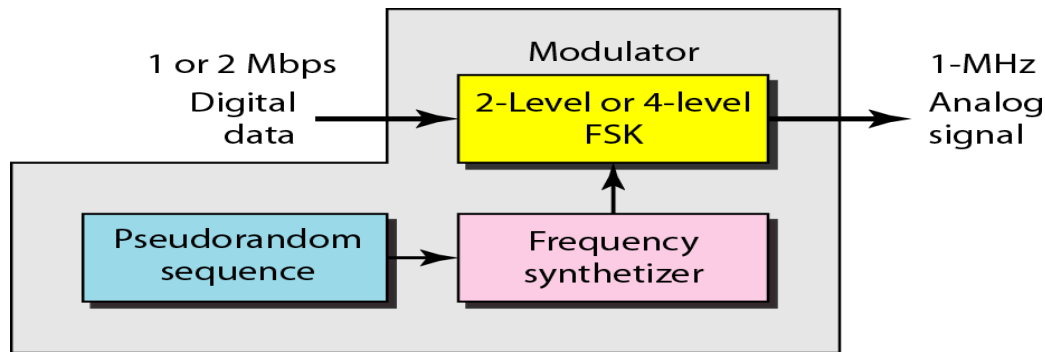 1 or 2 Mbps
Digital
data
Modulator
2-Level or 4-level
FSK
1-MHz
Analog
signal
Pseudorandom
sequence
Frequency
synthetizer